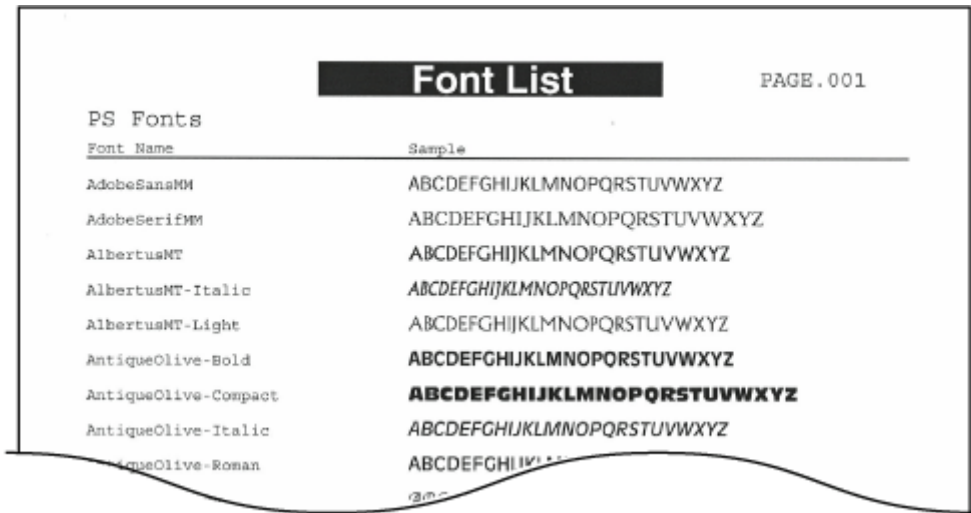 Font List
PAGE.001
PS Fonts
Font Name Sample
AdobeSansMM ABCDEFGHIJKLMNOPQRSTUVWXYZ
AdobeSerifMM ABCDEFGHIJKLMNOPQRSTUVWXYZ
AlbertusMT ABCDEFGHIJKLMNOPQRSTUVWXYZ
AlbertusMT-Italic ABCDEFGHIJKLMNOPQRSTUVWXYZ
AlbertusMT-Light ABCDEFGHIJKLMNOPQRSTUVWXYZ
AntiqueOlive-Bold ABCDEFGHIJKLMNOPQRSTUVWXYZ
AntiqueOlive-Compact ABCDEFGHIJKLMNOPQRSTUVWXYZ
AntiqueOlive-Italic ABCDEFGHIJKLMNOPQRSTUVWXYZ